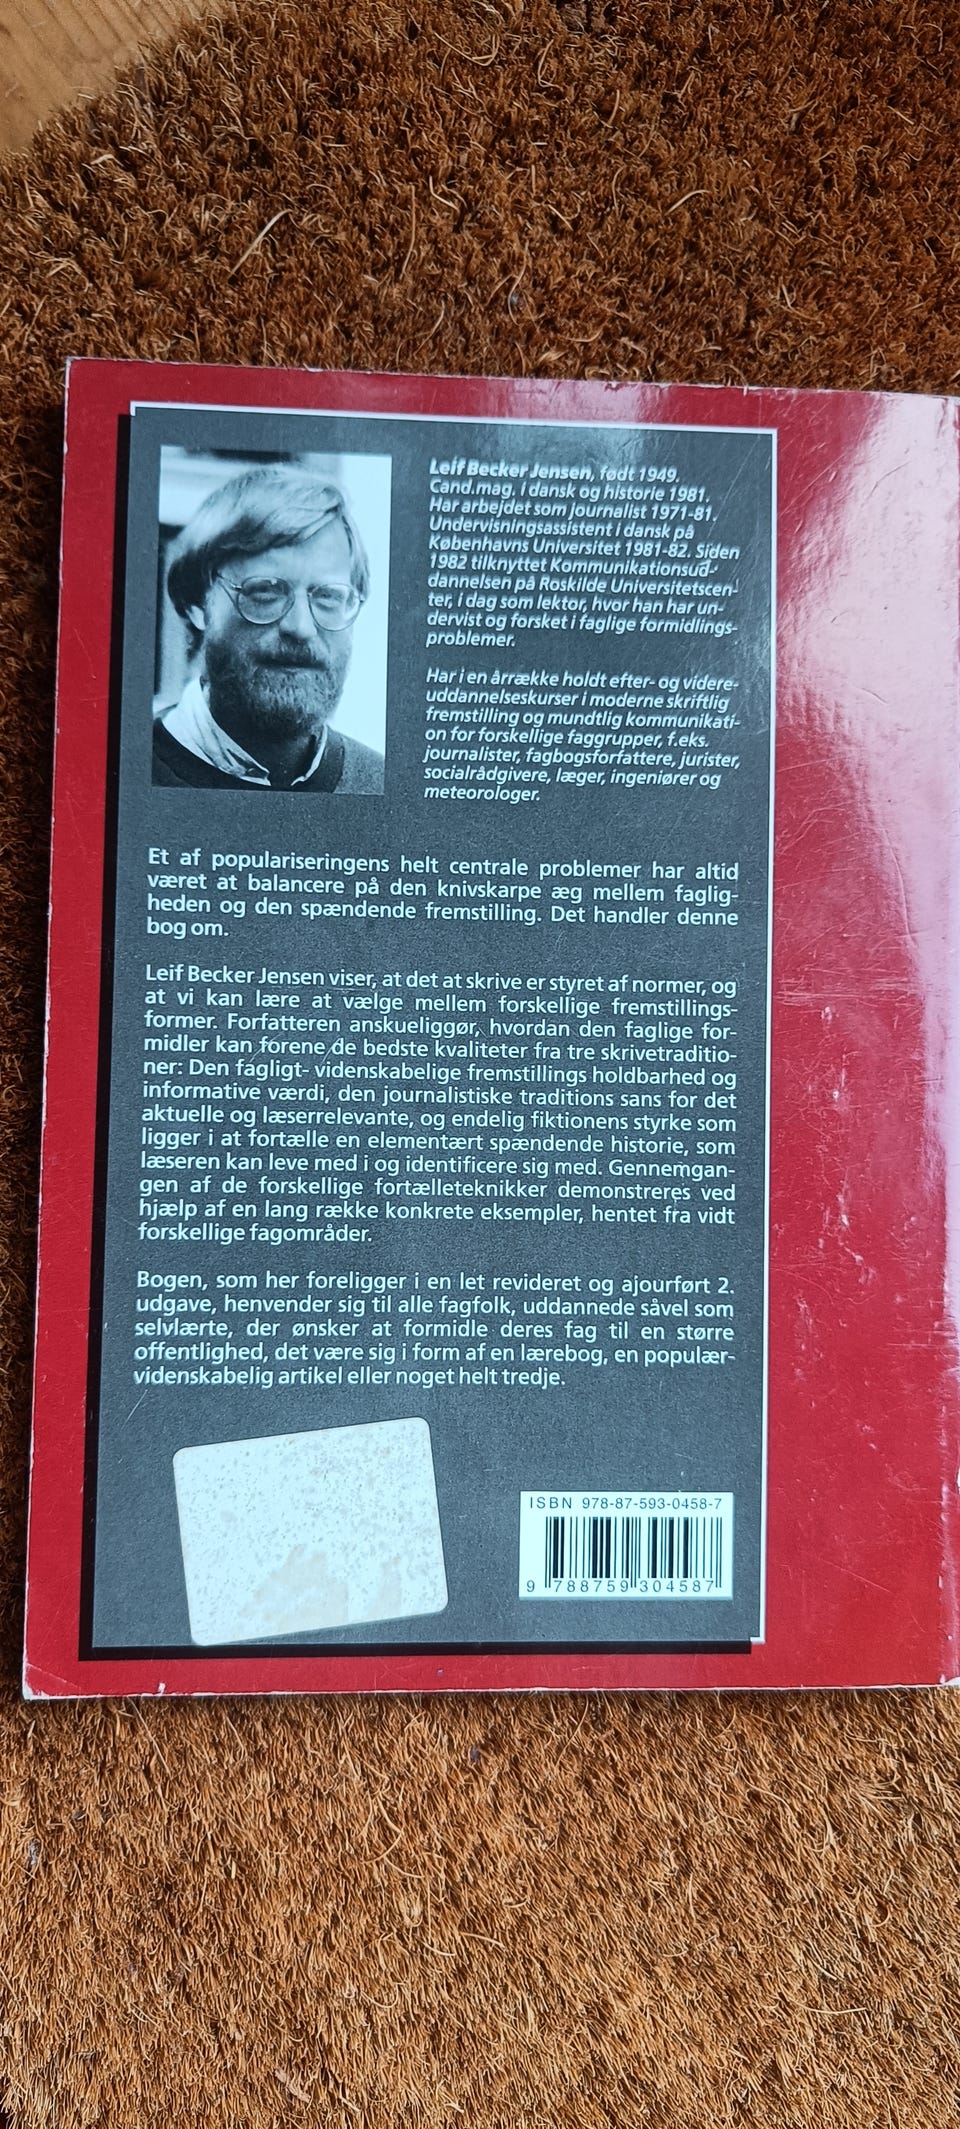 Leif Becker Jensen, født 1949.
Cand.mag. i dansk og historie 1981.
Har arbejdet som journalist 1971-81.
Undervisningsassistent i dansk på
Københavns Universitet 1981-82. Siden
1982 tilknyttet Kommunikationsud-
dannelsen på Roskilde Universitetscen-
ter, i dag som lektor, hvor han har un-
dervist og forsket i faglige formidlings-
problemer.
Har i en årrække holdt efter- og videre-
uddannelseskurser i moderne skriftlig
fremstilling og mundtlig kommunikati-
on for forskellige faggrupper, f.eks.
journalister, fagbogsforfattere, jurister,
socialrådgivere, læger, ingeniører og
meteorologer.
Et af populariseringens helt centrale problemer har altid
været at balancere på den knivskarpe æg mellem faglig-
heden og den spændende fremstilling. Det handler denne
bog om.
Leif Becker Jensen viser, at det at skrive er styret af normer, og
at vi kan lære at vælge mellem forskellige fremstillings-
former. Forfatteren anskueliggør, hvordan den faglige for-
midler kan forene de bedste kvaliteter fra tre skrivetraditio-
ner: Den fagligt- videnskabelige fremstillings holdbarhed og
informative værdi, den journalistiske traditions sans for det
aktuelle og læserrelevante, og endelig fiktionens styrke som
ligger i at fortælle en elementært spændende historie, som
læseren kan leve med i og identificere sig med. Gennemgan-
gen af de forskellige fortælleteknikker demonstreres ved
hjælp af en lang række konkrete eksempler, hentet fra vidt
forskellige fagområder.
Bogen, som her foreligger i en let revideret og ajourført 2.
udgave, henvender sig til alle fagfolk, uddannede såvel som
selvlærte, der ønsker at formidle deres fag til en større
offentlighed, det være sig i form af en lærebog, en populær-
videnskabelig artikel eller noget helt tredje.
ISBN 978-87-593-0458-7
9 788759 304587